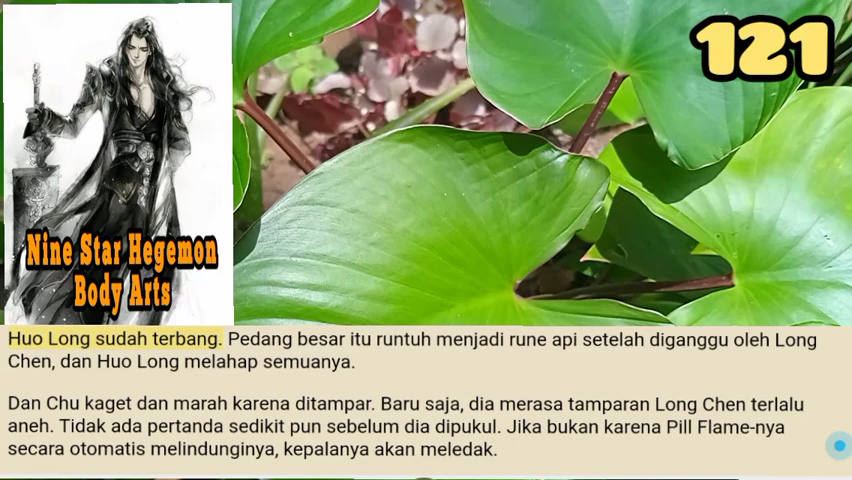 121
Nine Star Hegemon
Body Arts
Huo Long sudah terbang. Pedang besar itu runtuh menjadi rune api setelah diganggu oleh Long
Chen, dan Huo Long melahap semuanya.
Dan Chu kaget dan marah karena ditampar. Baru saja, dia merasa tamparan Long Chen terlalu
aneh. Tidak ada pertanda sedikit pun sebelum dia dipukul. Jika bukan karena Pill Flame-nya
secara otomatis melindunginya, kepalanya akan meledak.